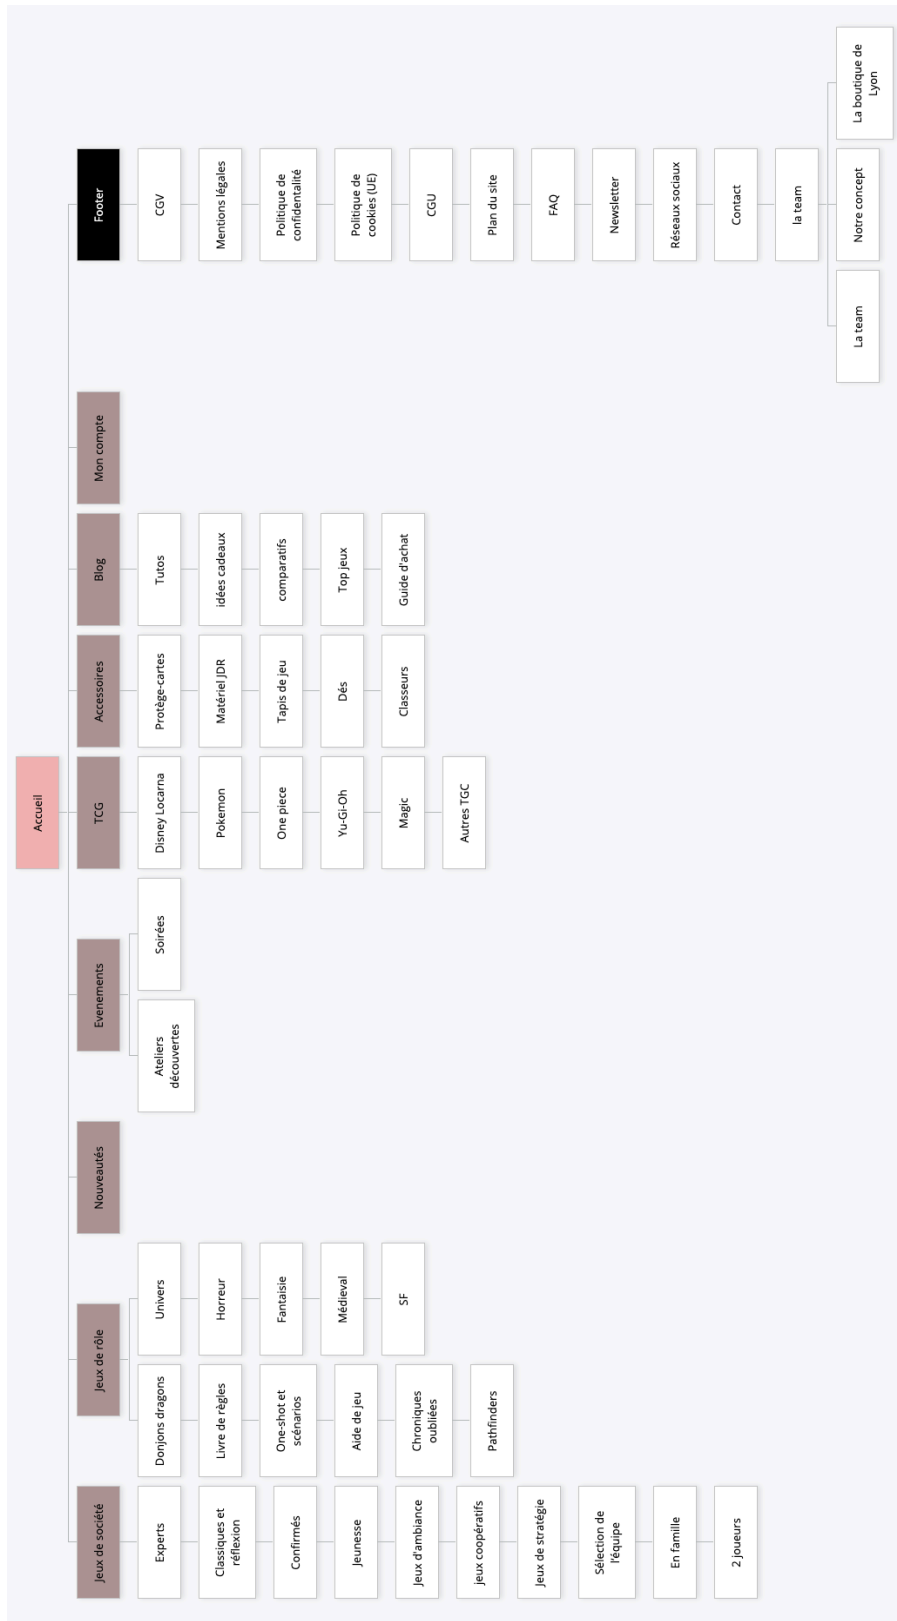 Accueil
Jeux de société
Experts
Classiques et
réflexion
Confirmés
Jeunesse
Jeux d'ambiance
jeux coopératifs
Jeux de stratégie
Sélection de
l'équipe
En famille
2 joueurs
Jeux de rôle
Donjons dragons
Livre de règles
One-shot et
scénarios
Aide de jeu
Chroniques
oubliées
Pathfinders
Univers
Horreur
Fantaisie
Médieval
SF
Nouveautés
Evenements
Ateliers
découvertes
Soirées
TCG
Disney Locarna
Pokemon
One piece
Yu-Gi-Oh
Magic
Autres TGC
Accessoires
Protège-cartes
Matériel JDR
Tapis de jeu
Dés
Classeurs
Blog
Tutos
idées cadeaux
comparatifs
Top jeux
Guide d'achat
Mon compte
Footer
CGV
Mentions légales
Politique de
confidentalité
Politique de
cookies (UE)
CGU
Plan du site
FAQ
Newsletter
Réseaux sociaux
Contact
la team
La team
Notre concept
La boutique de
Lyon